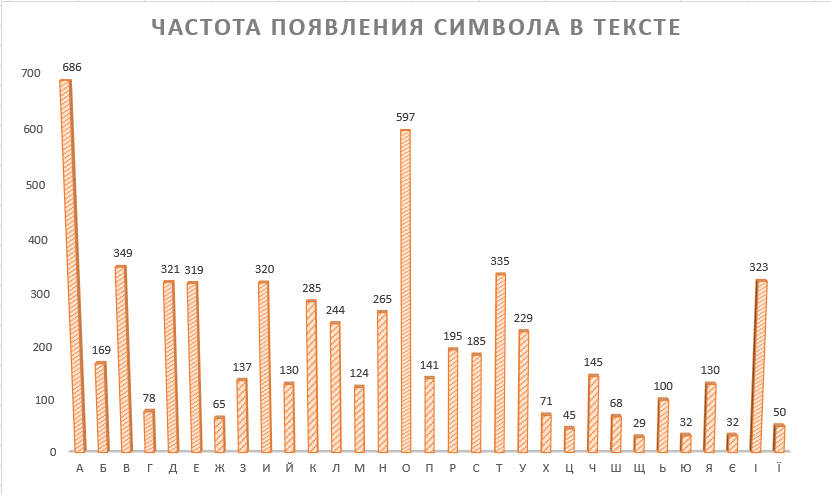 ЧАСТОТА ПОЯВЛЕНИЯ СИМВОЛА В ТЕКСТЕ
700
600
500
400
300
200
100
0
686 169 349 78 321 319 65 137 320 130 285 244 124 265 597 141 195 185 335 229 71 45 145 68 29 100 32 130 32 323 50
А Б В Г Д Е Ж З И Й К Л М Н О П Р С Т У Х Ц Ч Ш Щ Ь Ю Я Є І Ї